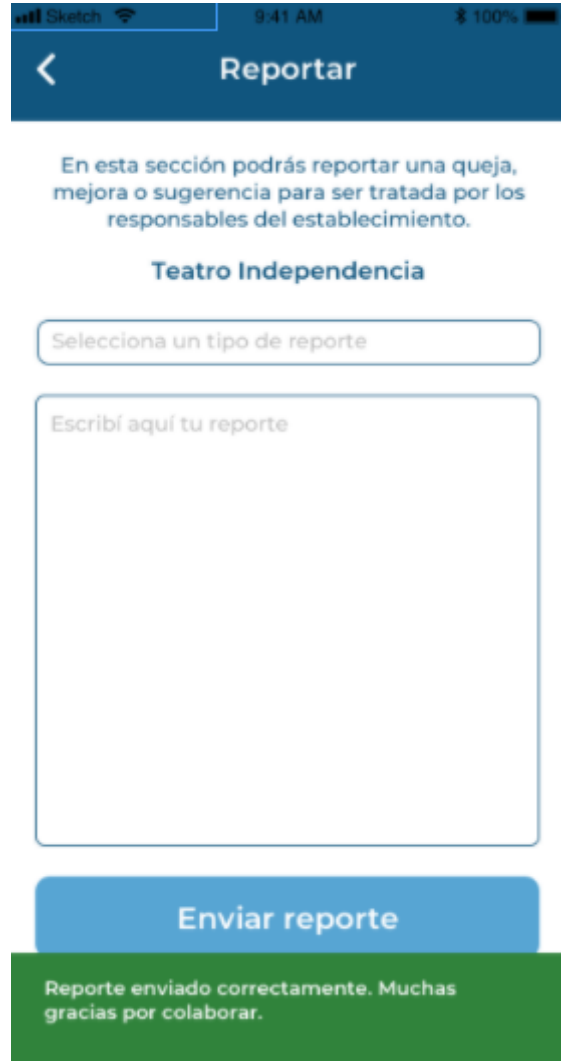 Sketch 9:41 AM 100%
Reportar
En esta sección podrás reportar una queja,
mejora o sugerencia para ser tratada por los
responsables del establecimiento.
Teatro Independencia
Selecciona un tipo de reporte
Escribí aquí tu reporte
Enviar reporte
Reporte enviado correctamente. Muchas
gracias por colaborar.